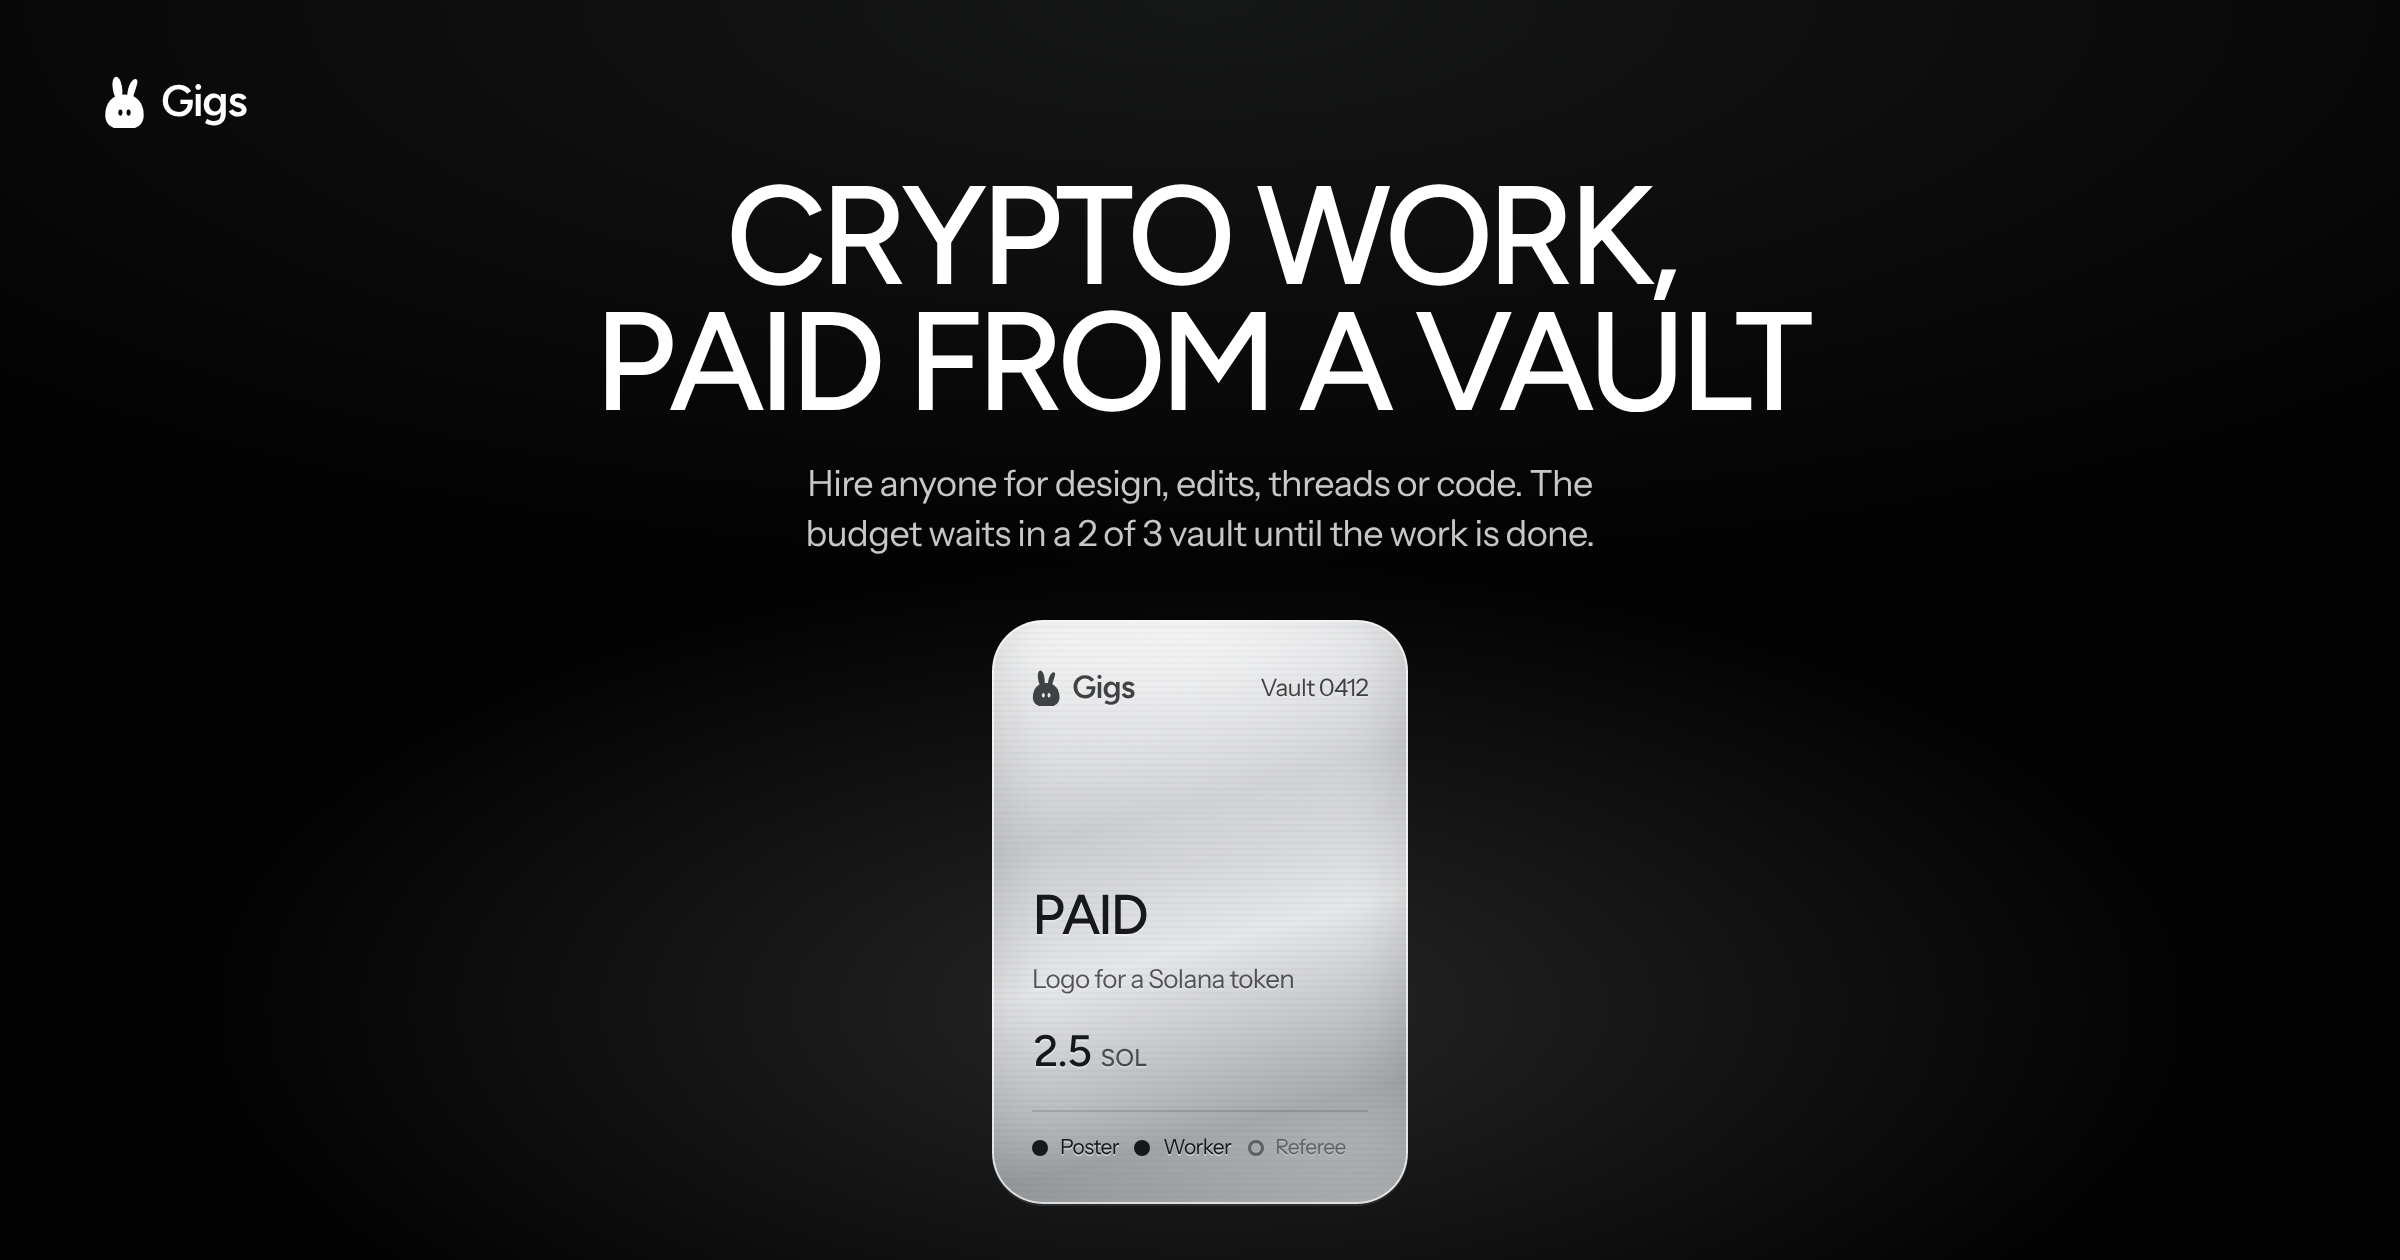 Gigs
CRYPTO WORK,
PAID FROM A VAULT
Hire anyone for design, edits, threads or code. The
budget waits in a 2 of 3 vault until the work is done.
Gigs Vault 0412
PAID
Logo for a Solana token
2.5 SOL
Poster Worker Referee